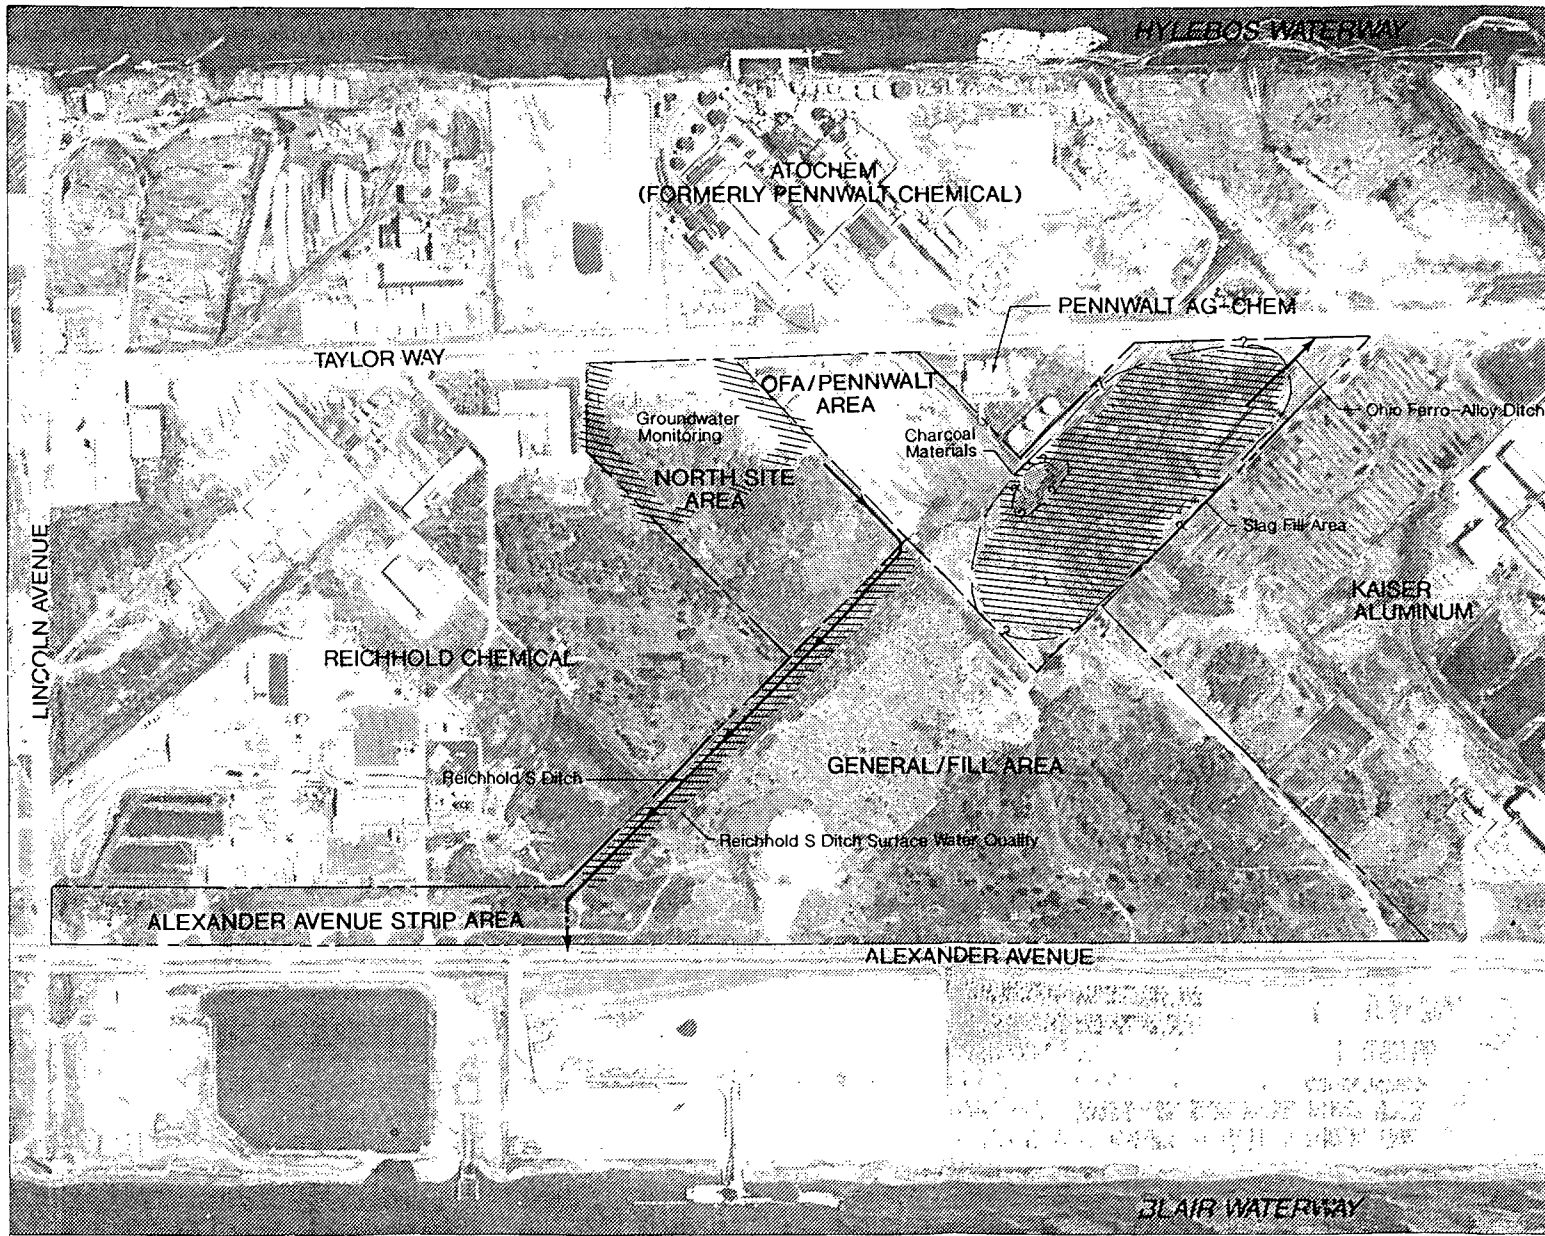 HYLEBOS WATERWAY
ATOCHEM
(FORMERLY PENNWALT CHEMICAL)
PENNWALT AG-CHEM
TAYLOR WAY
OFA/PENNWALT
AREA
Groundwater
Monitoring
Charcoal
Materials
Ohio Ferro-Alloy Ditch
NORTH SITE
AREA
Slag Fill Area
LINCOLN AVENUE
KAISER
ALUMINUM
REICHHOLD CHEMICAL
GENERAL/FILL AREA
Reichhold S Ditch
Reichhold S Ditch Surface Water Quality
ALEXANDER AVENUE STRIP AREA
ALEXANDER AVENUE
BLAIR WATERWAY